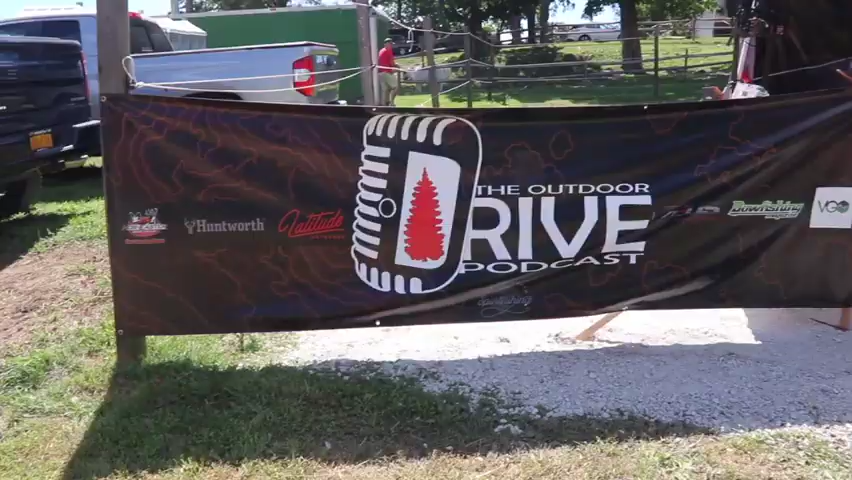 THE OUTDOOR
DRIVE
PODCAST
Huntworth
Latitude
Bowfishing
VGO